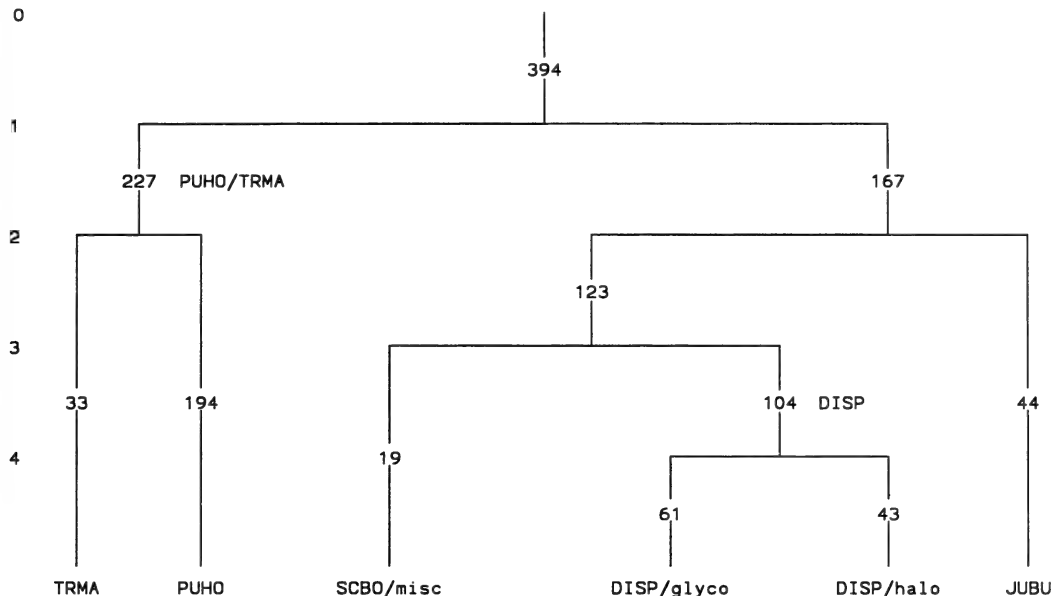 0
394
1
227 PUHO/TRMA 167
2
123
3
33 194 104 DISP 44
4 19
61 43
TRMA PUHO SCBO/misc DISP/glyco DISP/halo JUBU